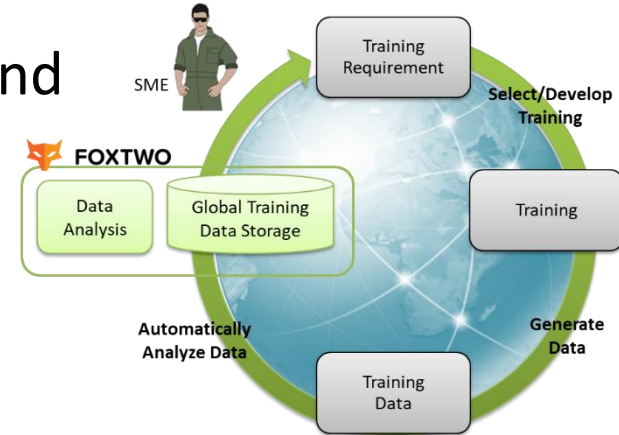 nd
SME
Training
Requirement
Select/Develop
Training
FOXTWO
Data
Analysis
Global Training
Data Storage
Training
Automatically
Analyze Data
Generate
Data
Training
Data